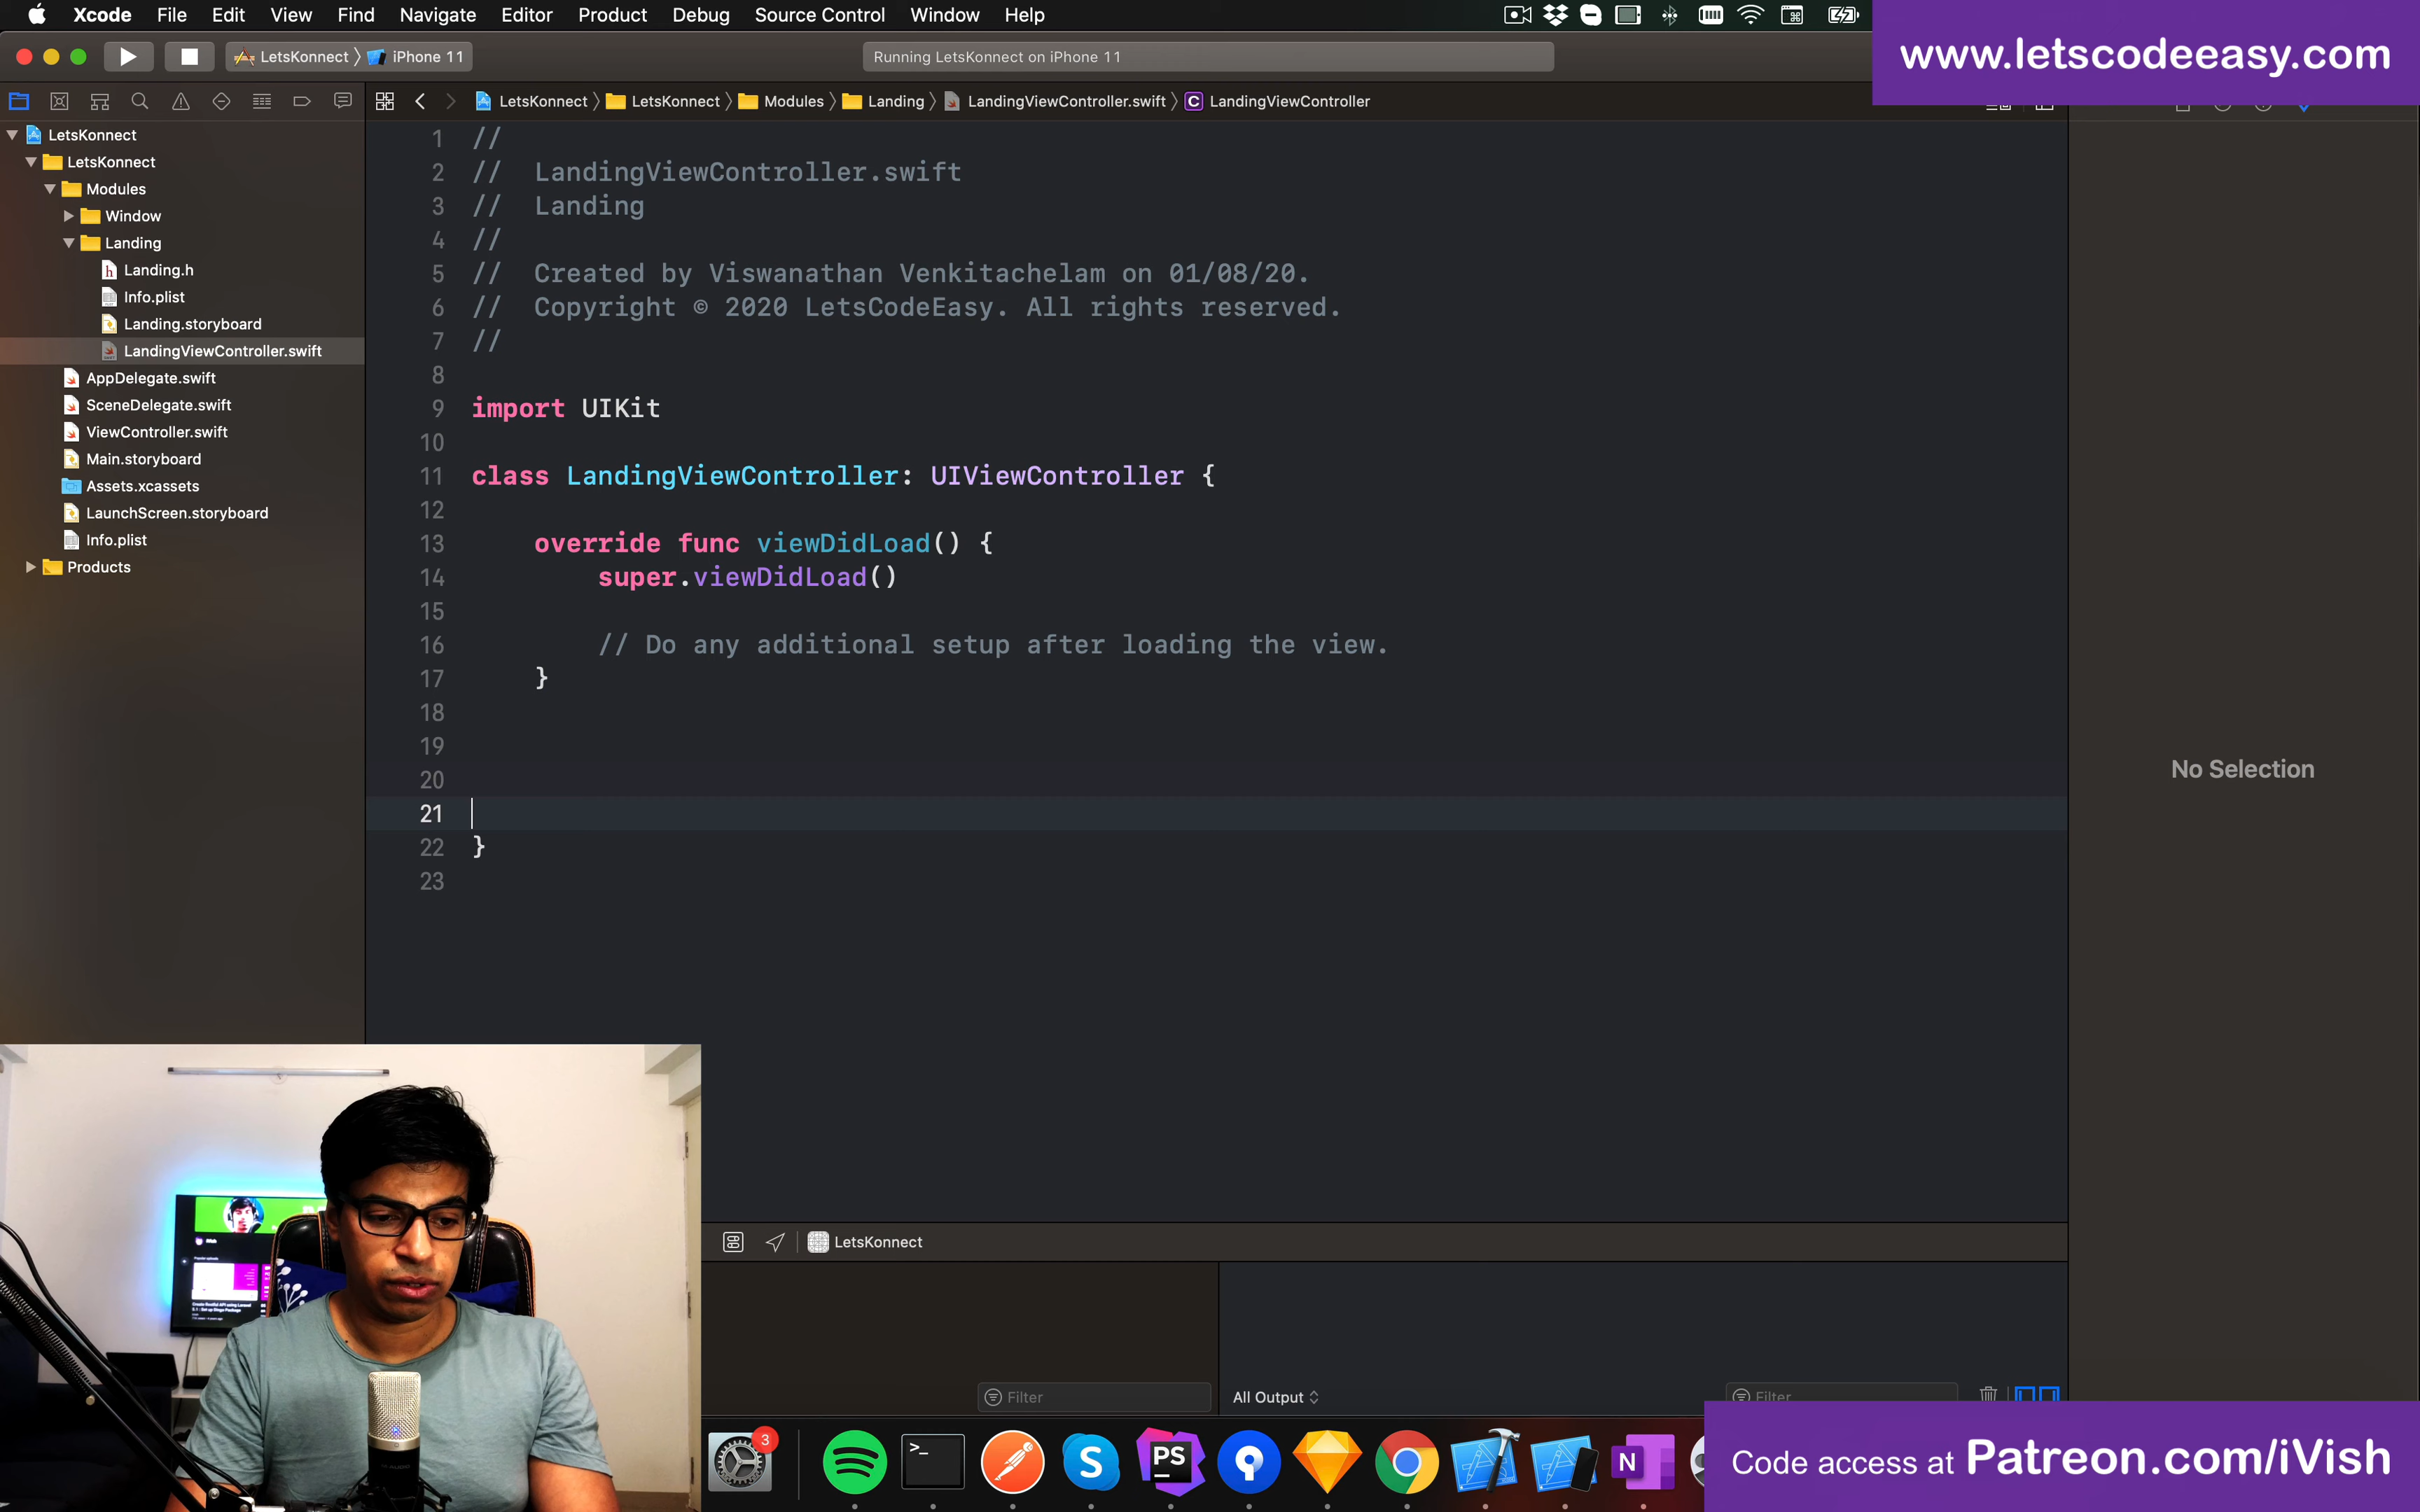 Xcode File Edit View Find Navigate Editor Product Debug Source Control Window Help
www.letscodeeasy.com
LetsKonnect iPhone 11
Running LetsKonnect on iPhone 11
LetsKonnect LetsKonnect Modules Landing LandingViewController.swift C LandingViewController
LetsKonnect
LetsKonnect
Modules
Window
Landing
Landing.h
Info.plist
Landing.storyboard
LandingViewController.swift
AppDelegate.swift
SceneDelegate.swift
ViewController.swift
Main.storyboard
Assets.xcassets
LaunchScreen.storyboard
Info.plist
Products
1 //
2 //  LandingViewController.swift
3 //  Landing
4 //
5 //  Created by Viswanathan Venkitachelam on 01/08/20.
6 //  Copyright © 2020 LetsCodeEasy. All rights reserved.
7 //
8
9 import UIKit
10
11 class LandingViewController: UIViewController {
12
13     override func viewDidLoad() {
14         super.viewDidLoad()
15
16         // Do any additional setup after loading the view.
17     }
18
19
20
21
22 }
23
No Selection
LetsKonnect
Filter
All Output
Filter
3
>_
S
PS
N
Code access at Patreon.com/iVish